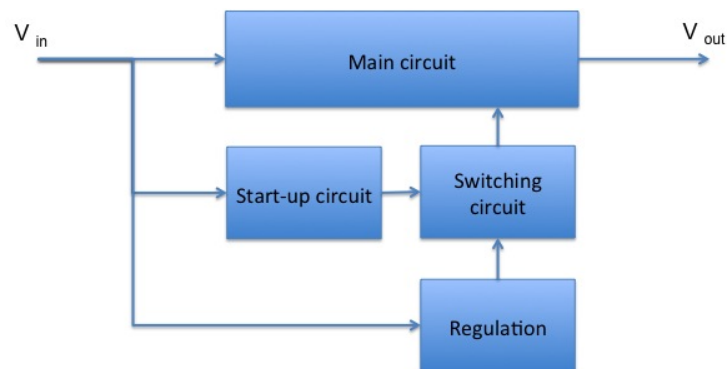 V in
V out
Main circuit
Start-up circuit
Switching
circuit
Regulation